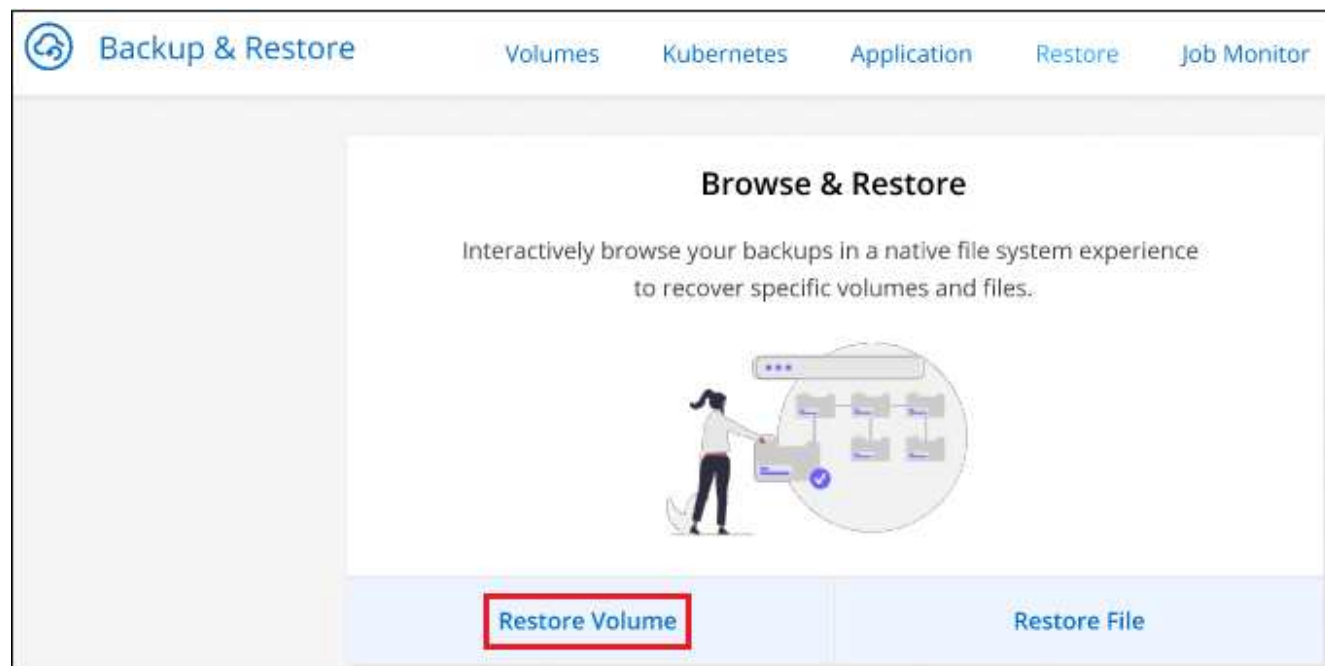 Backup & Restore Volumes Kubernetes Application Restore Job Monitor
Browse & Restore
Interactively browse your backups in a native file system experience
to recover specific volumes and files.
Restore Volume Restore File